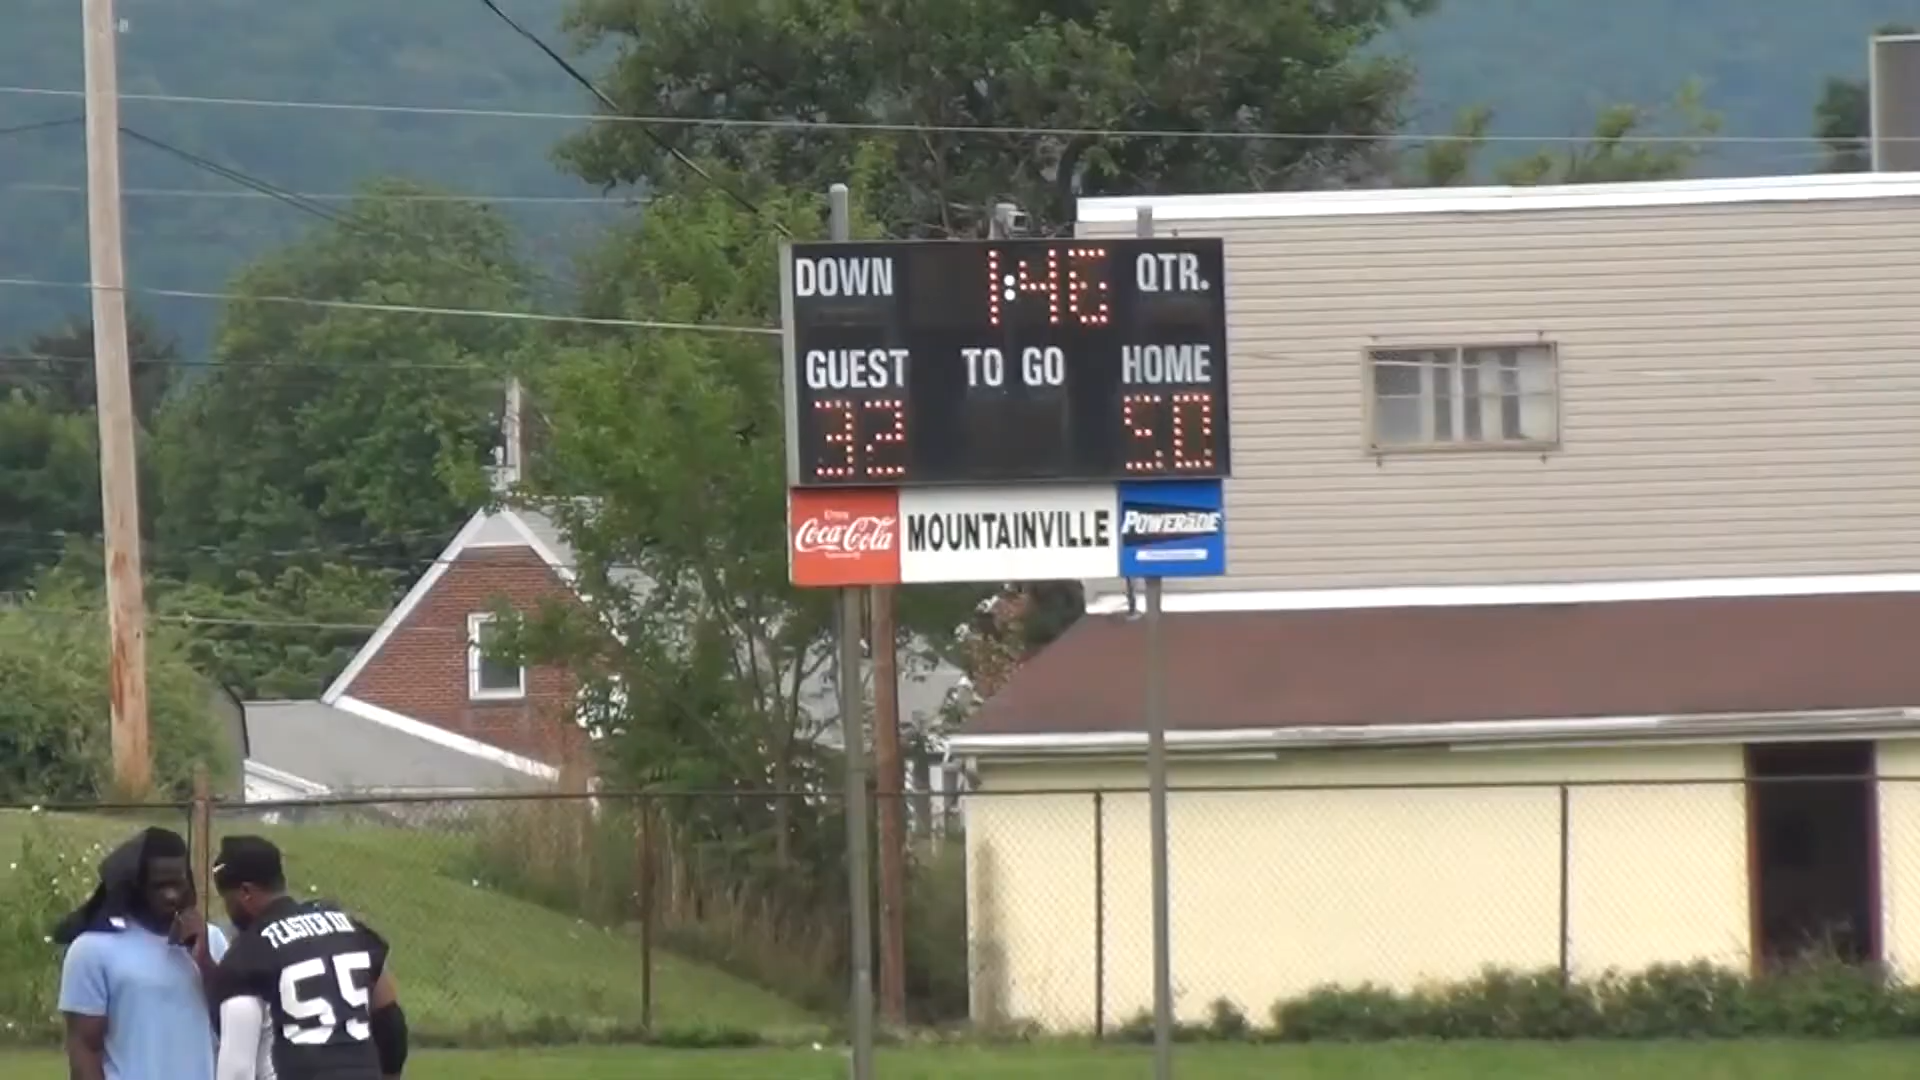 DOWN 1:46 QTR.
GUEST TO GO HOME
32 50
Coca-Cola MOUNTAINVILLE POWERADE
FEASTER III
55